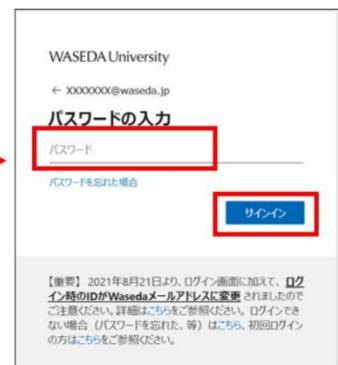 WASEDA University
← XXXXXXX@waseda.jp
パスワードの入力
パスワード
パスワードを忘れた場合
サインイン
【重要】 2021年8月21日より、ログイン画面に加えて、ログ
イン時のIDがWasedaメールアドレスに変更 されましたので
ご注意ください。詳細はこちらをご参照ください。ログインでき
ない場合（パスワードを忘れた、等）はこちら、初回ログイン
の方はこちらをご参照ください。